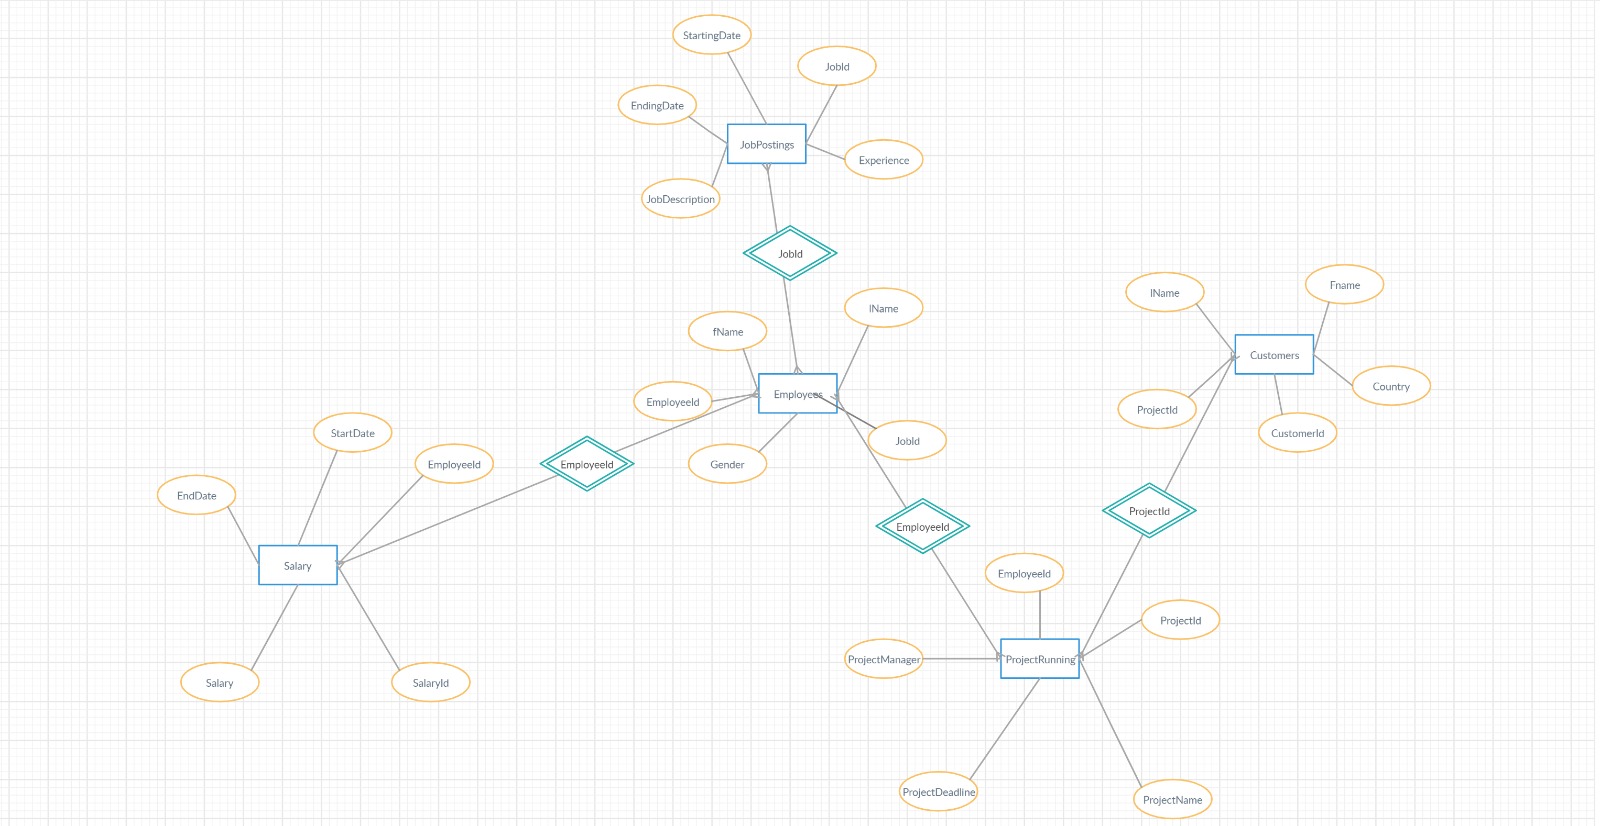 StartingDate
JobId
EndingDate
JobPostings
Experience
JobDescription
JobId
lName
fName
EmployeeId
Employees
Gender
JobId
lName
Fname
Customers
Country
ProjectId
CustomerId
StartDate
EmployeeId
EmployeeId
EndDate
Salary
Salary
SalaryId
EmployeeId
ProjectId
EmployeeId
ProjectId
ProjectManager
ProjectRunning
ProjectDeadline
ProjectName